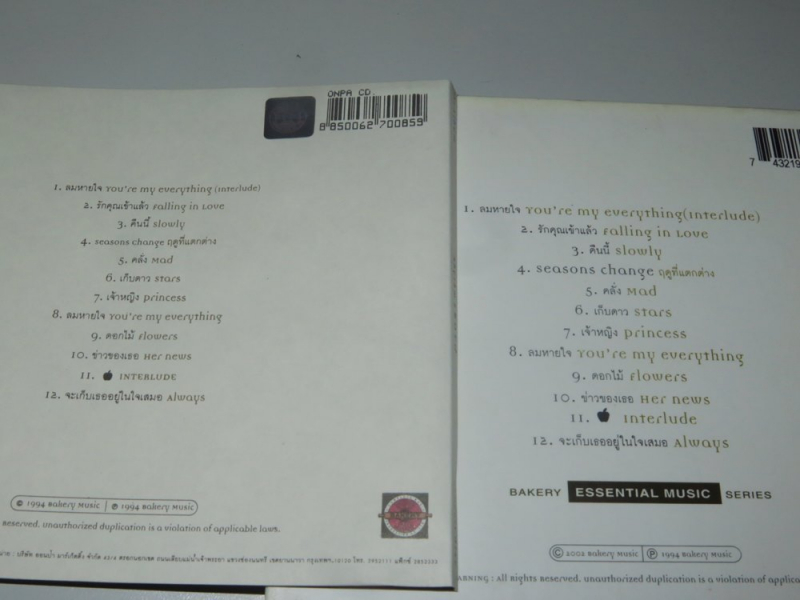 ONPA CD
8 850062 700859
1. ลมหายใจ You're my everything (Interlude)
2. รักคุณเข้าแล้ว Falling in Love
3. คืนนี้ slowly
4. seasons change ฤดูที่แตกต่าง
5. คลั่ง Mad
6. เก็บดาว stars
7. เจ้าหญิง princess
8. ลมหายใจ You're my everything
9. ดอกไม้ Flowers
10. ข่าวของเธอ Her news
11. INTERLUDE
12. จะเก็บเธออยู่ในใจเสมอ Always
© 1994 Bakery Music ℗ 1994 Bakery Music
Reserved. Unauthorized duplication is a violation of applicable laws.
7 43219
1. ลมหายใจ You're my everything(Interlude)
2. รักคุณเข้าแล้ว Falling in Love
3. คืนนี้ slowly
4. seasons change ฤดูที่แตกต่าง
5. คลั่ง Mad
6. เก็บดาว stars
7. เจ้าหญิง princess
8. ลมหายใจ You're my everything
9. ดอกไม้ Flowers
10. ข่าวของเธอ Her news
11. Interlude
12. จะเก็บเธออยู่ในใจเสมอ Always
BAKERY ESSENTIAL MUSIC SERIES
© 2002 Bakery Music ℗ 1994 Bakery Music
ARNING : All rights reserved. Unauthorized duplication is a violation of applica